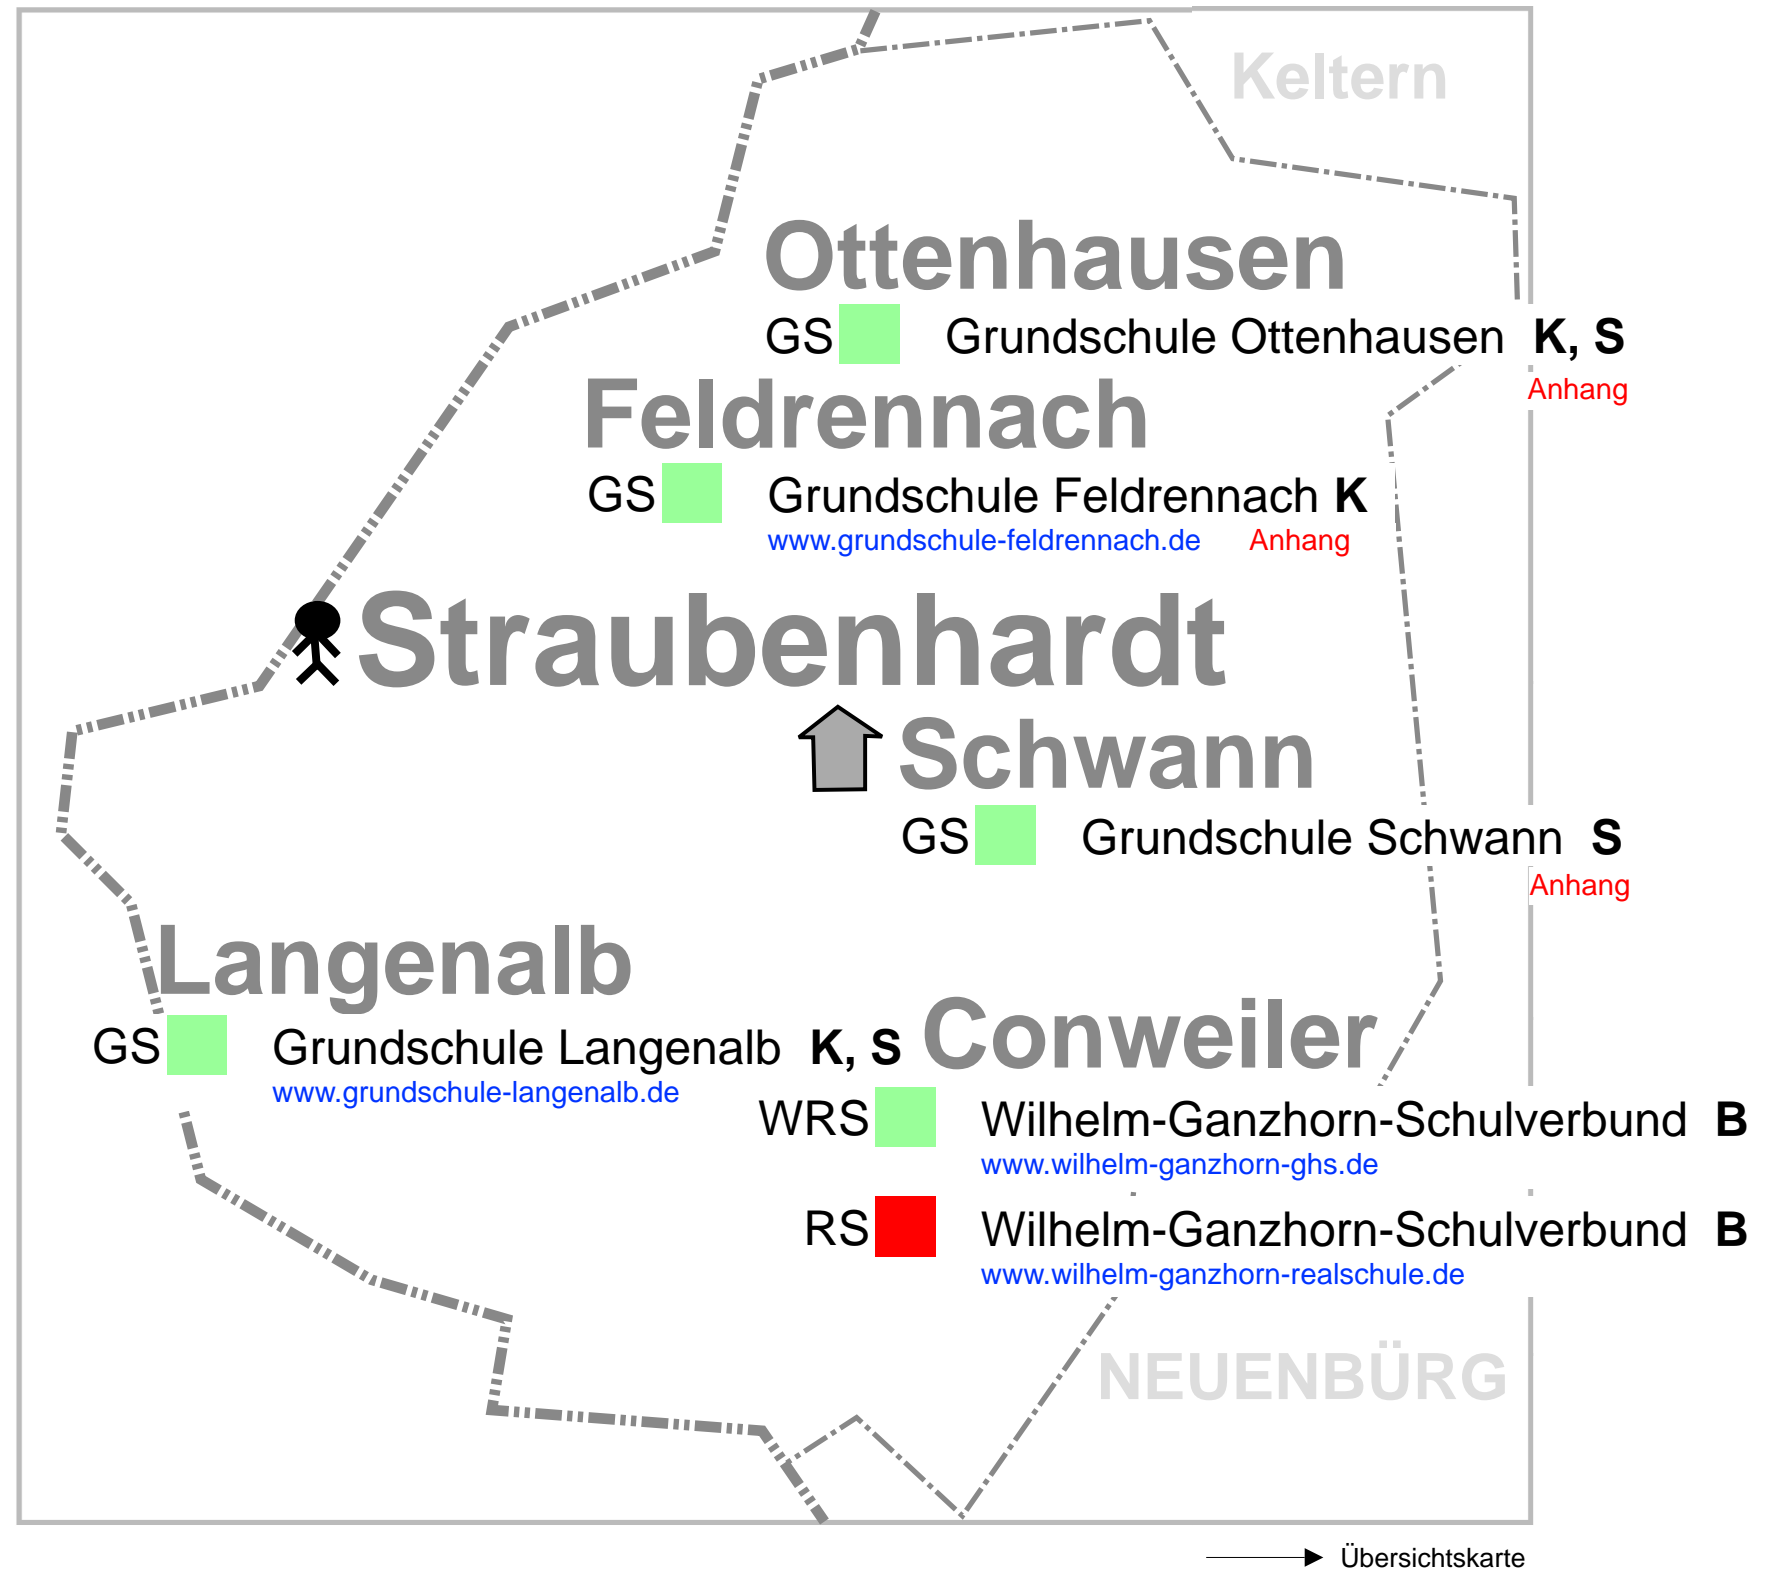 Keltern
Ottenhausen
GS Grundschule Ottenhausen K, S
Anhang
Feldrennach
GS Grundschule Feldrennach K
www.grundschule-feldrennach.de Anhang
Straubenhardt
Schwann
GS Grundschule Schwann S
Anhang
Langenalb
GS Grundschule Langenalb K, S
www.grundschule-langenalb.de
Conweiler
WRS Wilhelm-Ganzhorn-Schulverbund B
www.wilhelm-ganzhorn-ghs.de
RS Wilhelm-Ganzhorn-Schulverbund B
www.wilhelm-ganzhorn-realschule.de
NEUENBÜRG
Übersichtskarte